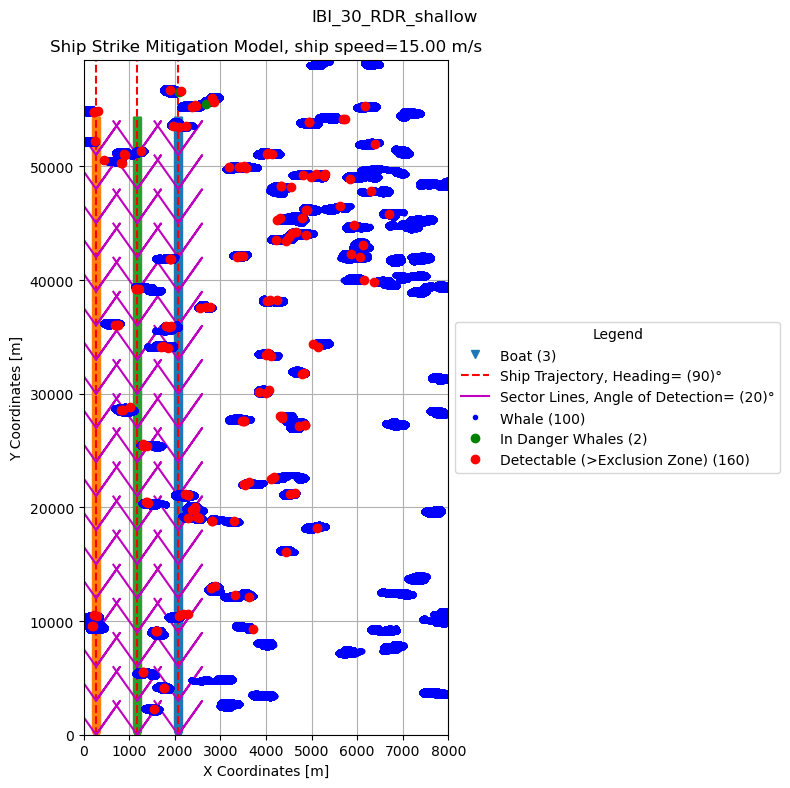 IBI_30_RDR_shallow
Ship Strike Mitigation Model, ship speed=15.00 m/s
Y Coordinates [m]
50000
40000
30000
20000
10000
0
0 1000 2000 3000 4000 5000 6000 7000 8000
X Coordinates [m]
Legend
Boat (3)
Ship Trajectory, Heading= (90)°
Sector Lines, Angle of Detection= (20)°
Whale (100)
In Danger Whales (2)
Detectable (>Exclusion Zone) (160)